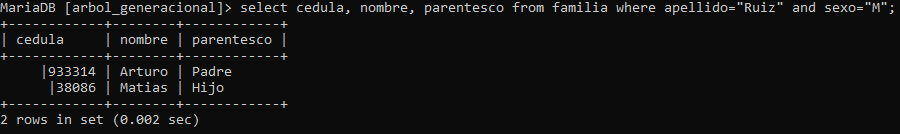 MariaDB [arbol_generacional]> select cedula, nombre, parentesco from familia where apellido="Ruiz" and sexo="M";
+------------+--------+------------+
| cedula     | nombre | parentesco |
+------------+--------+------------+
     |933314 | Arturo | Padre
      |38086 | Matias | Hijo
+------------+--------+------------+
2 rows in set (0.002 sec)